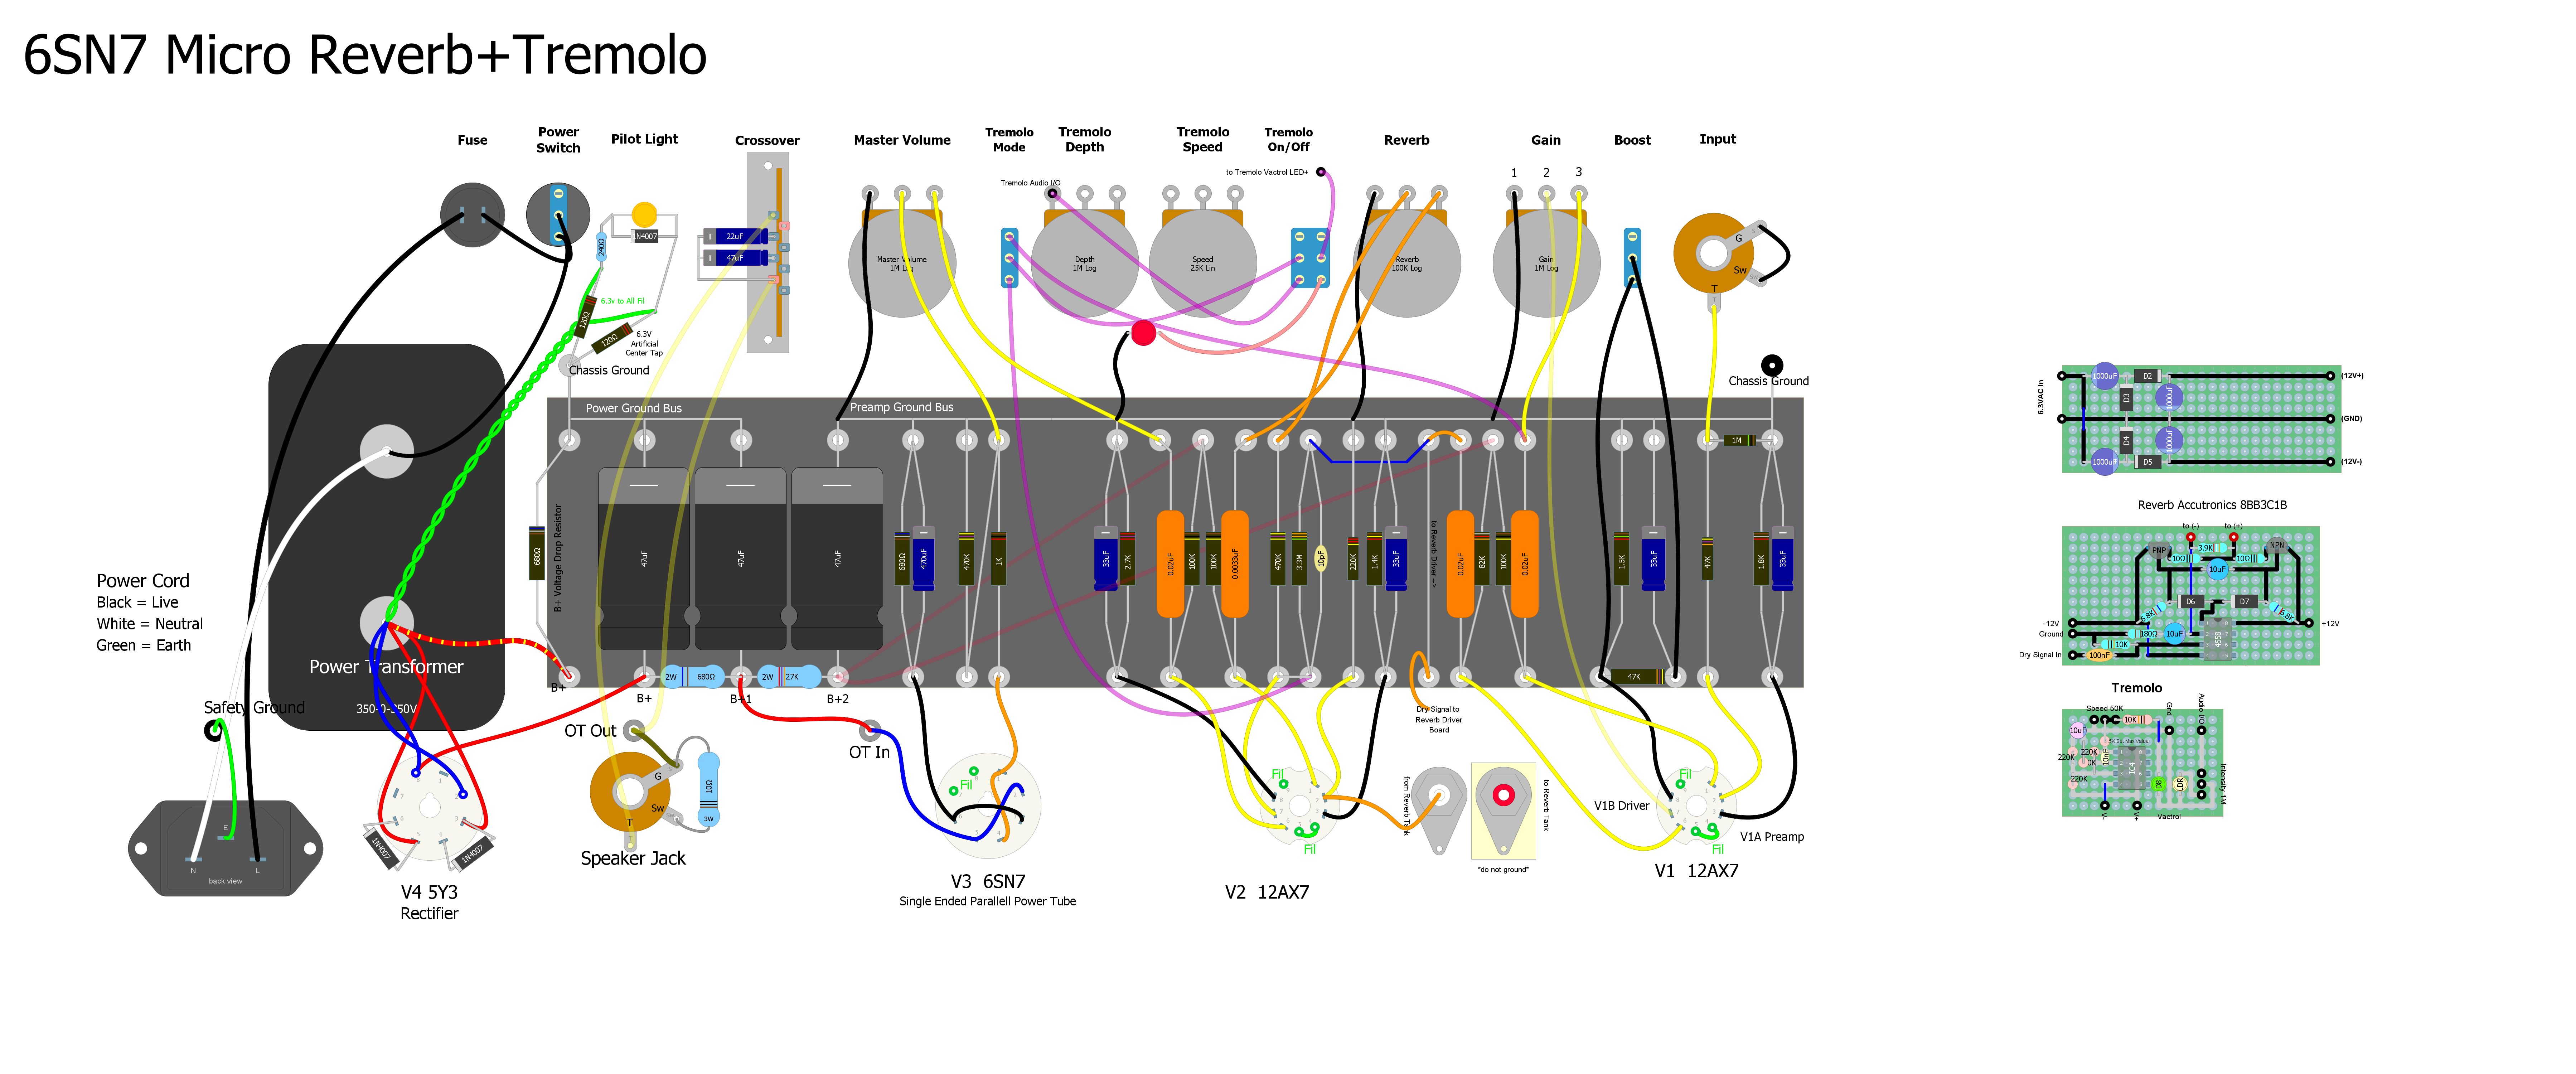 6SN7 Micro Reverb+Tremolo
Fuse
Power
Switch
Pilot Light
Crossover
Master Volume
Tremolo
Mode
Tremolo
Depth
Tremolo
Speed
Tremolo
On/Off
Reverb
Gain
Boost
Input
1 2 3
to Tremolo Vactrol LED+
Tremolo Audio I/O
240Ω
1N4007
22uF
47uF
Master Volume
1M Log
Depth
1M Log
Speed
25K Lin
Reverb
100K Log
Gain
1M Log
G
Sw
T
6.3v to All Fil
120Ω
120Ω
6.3V
Artificial
Center Tap
Chassis Ground
Chassis Ground
Power Ground Bus
Preamp Ground Bus
1M
680Ω
B+ Voltage Drop Resistor
47uF
47uF
47uF
680Ω
470uF
470K
1K
33uF
2.7K
0.02uF
100K
100K
0.0033uF
470K
3.3M
10pF
220K
1.4K
33uF
to Reverb Driver -->
0.02uF
82K
100K
0.02uF
1.5K
33uF
47K
1.8K
33uF
2W 680Ω
2W 27K
47K
B+
B+
B+1
B+2
Power Cord
Black = Live
White = Neutral
Green = Earth
Power Transformer
350-0-350V
Safety Ground
E
N
L
back view
1N4007
1N4007
V4 5Y3
Rectifier
OT Out
G
Sw
T
10Ω
3W
Speaker Jack
OT In
Fil
V3 6SN7
Single Ended Parallell Power Tube
Fil
Fil
V2 12AX7
Dry Signal to
Reverb Driver
Board
from Reverb Tank
to Reverb Tank
"do not ground"
V1B Driver
Fil
Fil
V1A Preamp
V1 12AX7
6.3VAC In
1000uF
D2
D3
1000uF
D4
1000uF
1000uF
D5
(12V+)
(GND)
(12V-)
Reverb Accutronics 8BB3C1B
to (-)
to (+)
PNP
3.9K
NPN
10Ω
10Ω
10uF
D6
D7
6.8K
6.8K
-12V
+12V
Ground
180Ω
10uF
10K
4558
Dry Signal In
100nF
Tremolo
Speed 50K
10K
Gnd
Audio I/O
10uF
220K
220K
220K
10nF
D8
LDR
Intensity 1M
V-
V+
Vactrol